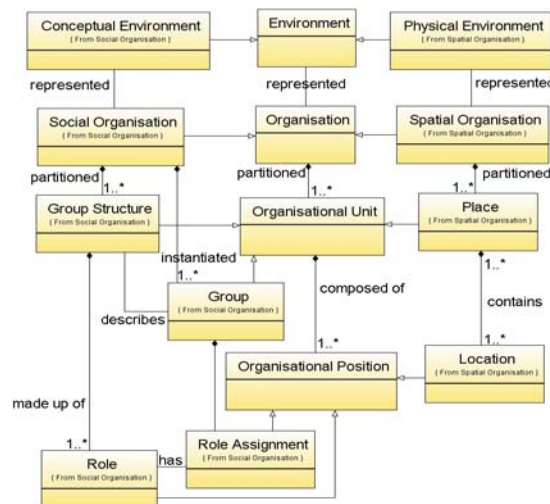 Conceptual Environment
( From Social Organisation )
Environment
Physical Environment
( From Spatial Organisation )
represented
represented
represented
Social Organisation
( From Social Organisation )
Organisation
Spatial Organisation
( From Spatial Organisation )
partitioned
1..*
partitioned
1..*
partitioned
1..*
Group Structure
( From Social Organisation )
Organisational Unit
Place
( From Spatial Organisation )
instantiated
1..*
1..*
Group
( From Social Organisation )
describes
composed of
1..*
contains
1..*
Organisational Position
Location
( From Spatial Organisation )
made up of
1..*
Role Assignment
( From Social Organisation )
Role
( From Social Organisation )
has